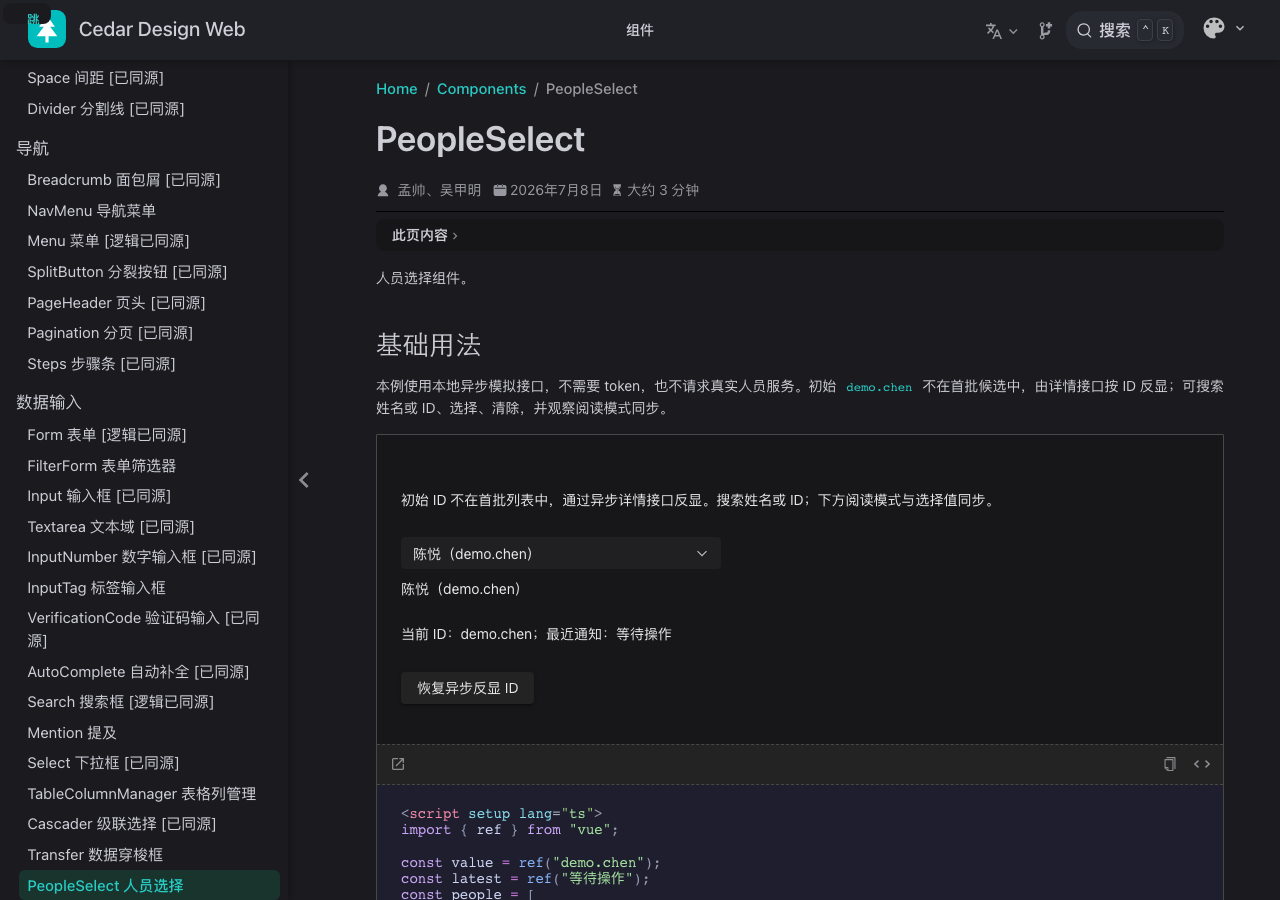 跳
Cedar Design Web
组件
搜索 ^ K
Space 间距 [已同源]
Divider 分割线 [已同源]
导航
Breadcrumb 面包屑 [已同源]
NavMenu 导航菜单
Menu 菜单 [逻辑已同源]
SplitButton 分裂按钮 [已同源]
PageHeader 页头 [已同源]
Pagination 分页 [已同源]
Steps 步骤条 [已同源]
数据输入
Form 表单 [逻辑已同源]
FilterForm 表单筛选器
Input 输入框 [已同源]
Textarea 文本域 [已同源]
InputNumber 数字输入框 [已同源]
InputTag 标签输入框
VerificationCode 验证码输入 [已同
源]
AutoComplete 自动补全 [已同源]
Search 搜索框 [逻辑已同源]
Mention 提及
Select 下拉框 [已同源]
TableColumnManager 表格列管理
Cascader 级联选择 [已同源]
Transfer 数据穿梭框
PeopleSelect 人员选择
Home / Components / PeopleSelect
PeopleSelect
孟帅、吴甲明 2026年7月8日 大约 3 分钟
此页内容
人员选择组件。
基础用法
本例使用本地异步模拟接口，不需要 token，也不请求真实人员服务。初始 demo.chen 不在首批候选中，由详情接口按 ID 反显；可搜索
姓名或 ID、选择、清除，并观察阅读模式同步。
初始 ID 不在首批列表中，通过异步详情接口反显。搜索姓名或 ID；下方阅读模式与选择值同步。
陈悦（demo.chen）
陈悦（demo.chen）
当前 ID：demo.chen；最近通知：等待操作
恢复异步反显 ID
<script setup lang="ts">
import { ref } from "vue";
const value = ref("demo.chen");
const latest = ref("等待操作");
const people = [